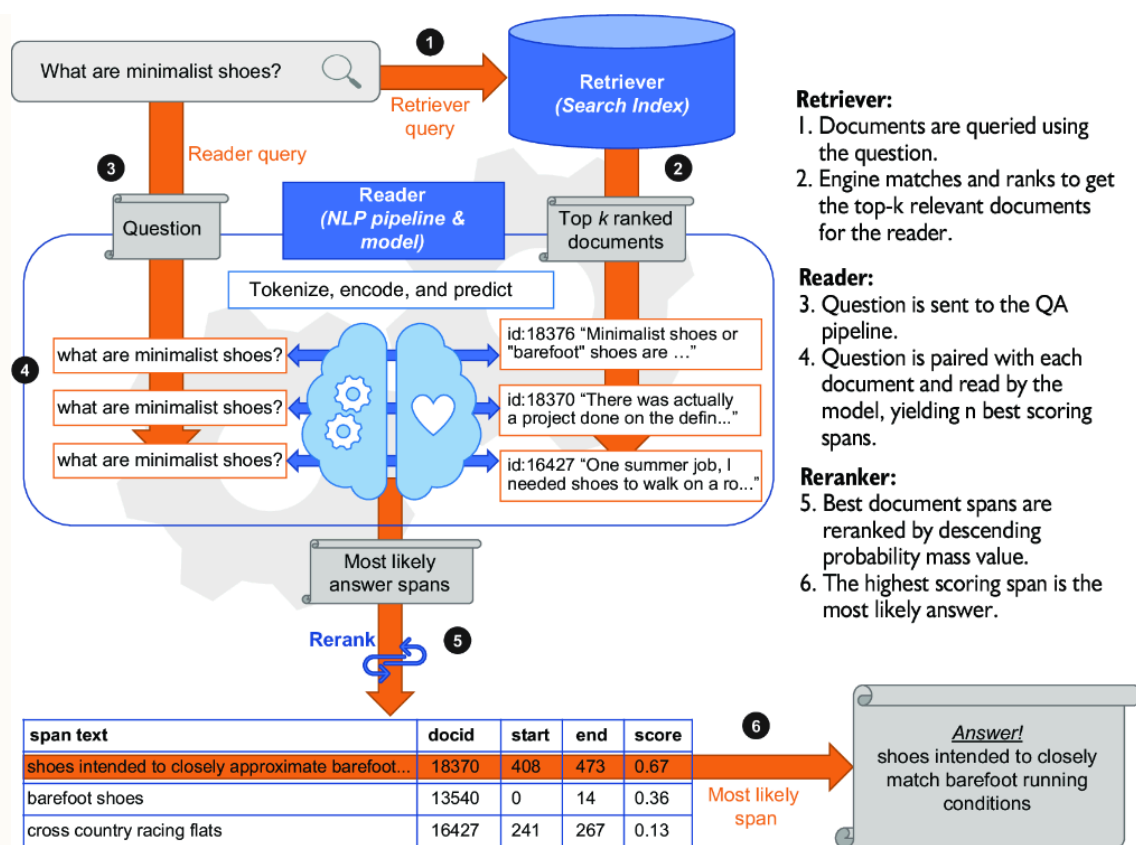 1
What are minimalist shoes?
Retriever
(Search Index)
Retriever
query
Reader query
3
2
Question
Reader
(NLP pipeline &
model)
Top k ranked
documents
Tokenize, encode, and predict
4
what are minimalist shoes?
id:18376 “Minimalist shoes or
"barefoot" shoes are …”
what are minimalist shoes?
id:18370 “There was actually
a project done on the defin...”
what are minimalist shoes?
id:16427 “One summer job, I
needed shoes to walk on a ro...”
Most likely
answer spans
Rerank
5
span text docid start end score
shoes intended to closely approximate barefoot... 18370 408 473 0.67
barefoot shoes 13540 0 14 0.36
cross country racing flats 16427 241 267 0.13
6
Most likely
span
Answer!
shoes intended to closely
match barefoot running
conditions
Retriever:
1. Documents are queried using
the question.
2. Engine matches and ranks to get
the top-k relevant documents
for the reader.
Reader:
3. Question is sent to the QA
pipeline.
4. Question is paired with each
document and read by the
model, yielding n best scoring
spans.
Reranker:
5. Best document spans are
reranked by descending
probability mass value.
6. The highest scoring span is the
most likely answer.